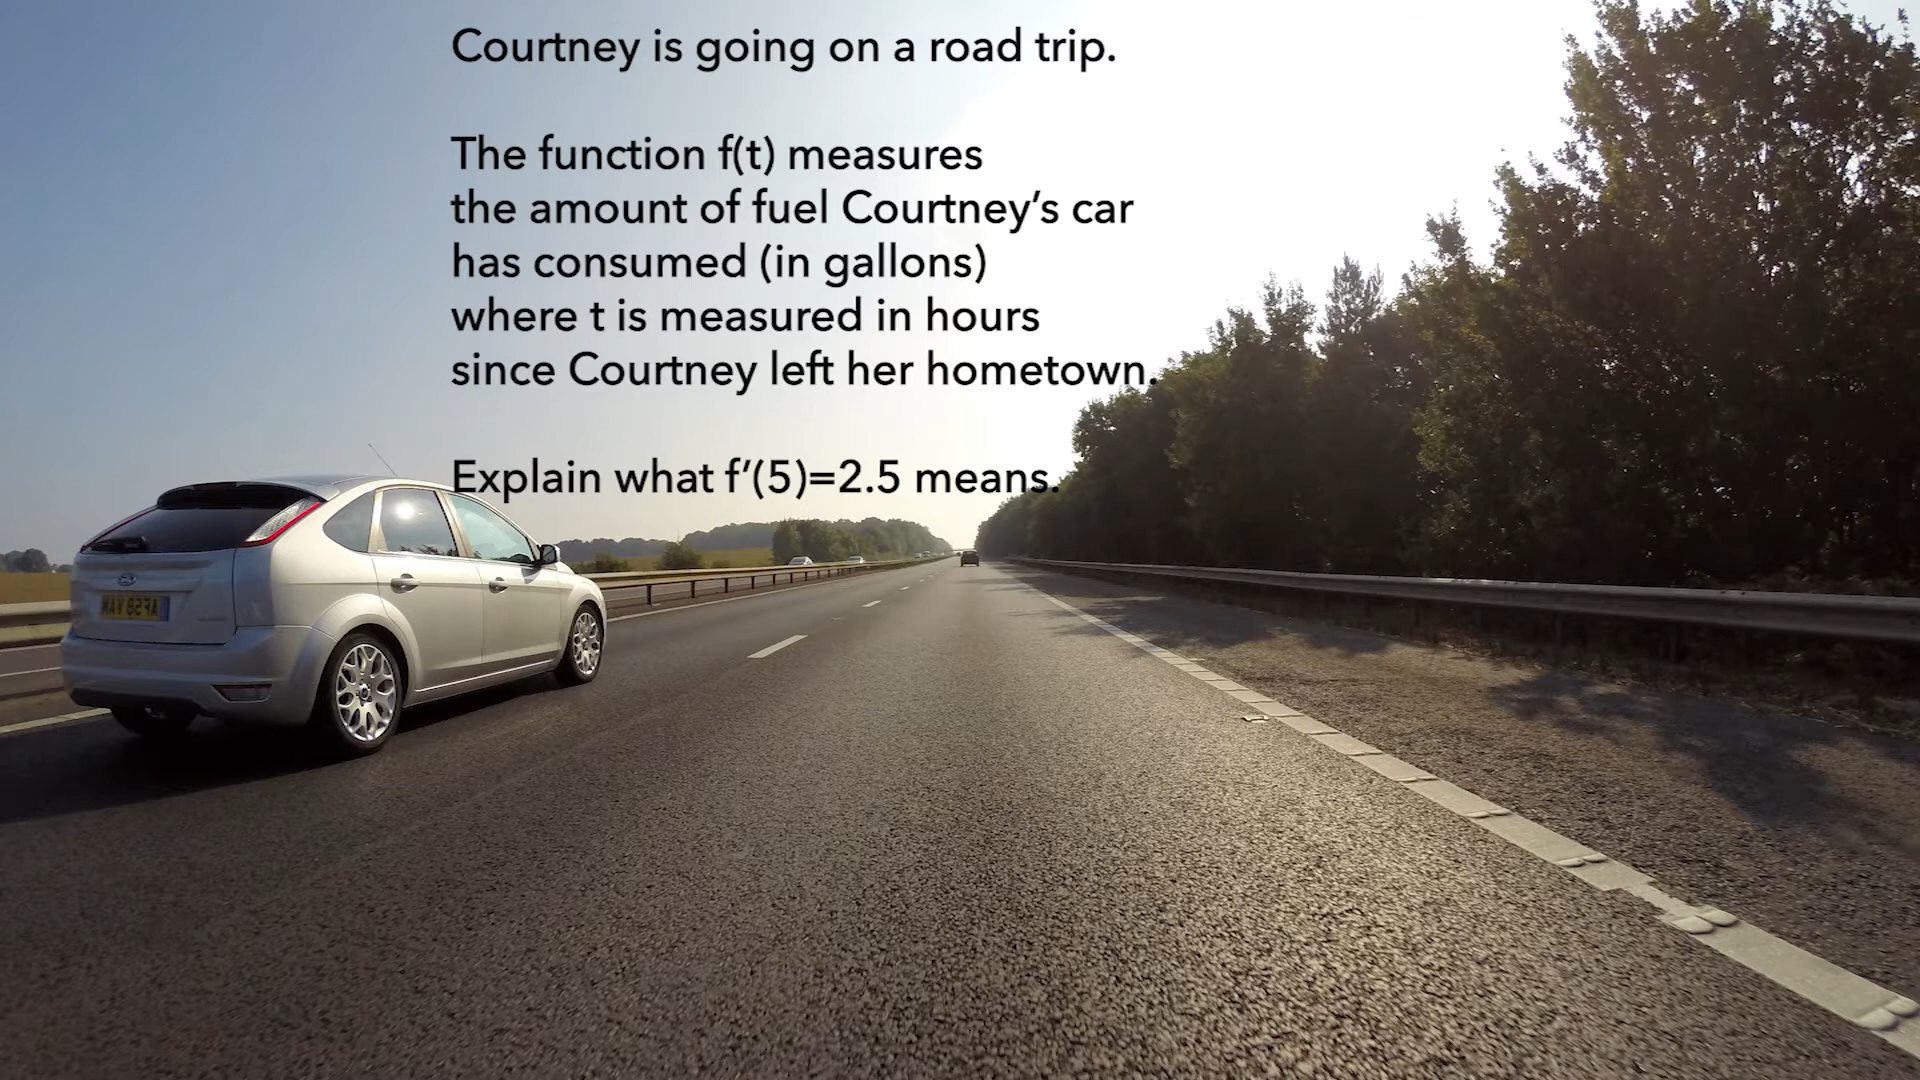 Courtney is going on a road trip.
The function f(t) measures
the amount of fuel Courtney’s car
has consumed (in gallons)
where t is measured in hours
since Courtney left her hometown.
Explain what f’(5)=2.5 means.